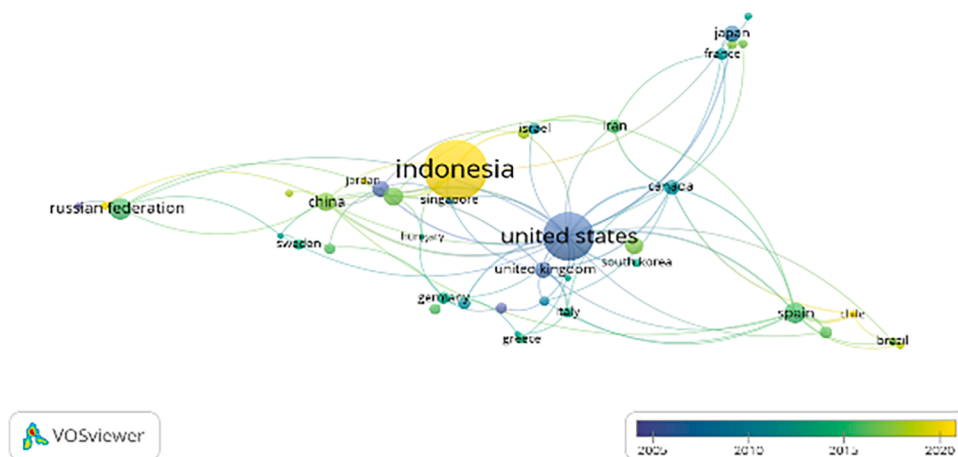 japan
france
israel
iran
indonesia
jordan
canada
china
singapore
russian federation
hungary
united states
sweden
south korea
united kingdom
germany
italy
spain
chile
greece
brazil
VOSviewer
2005 2010 2015 2020